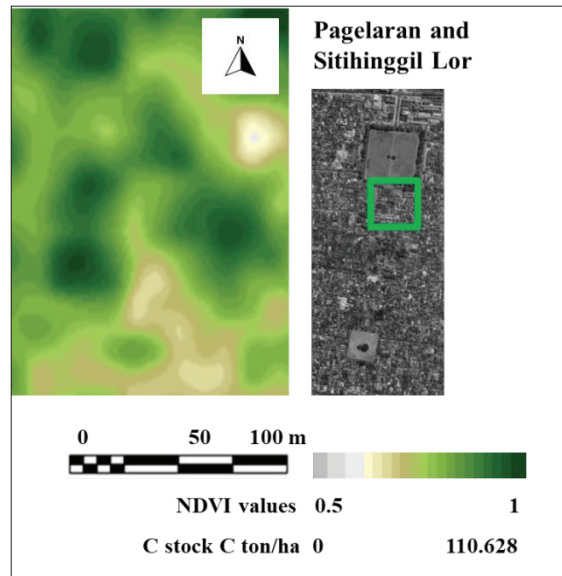 N
Pagelaran and
Sitihinggil Lor
0 50 100 m
NDVI values 0.5 1
C stock C ton/ha 0 110.628